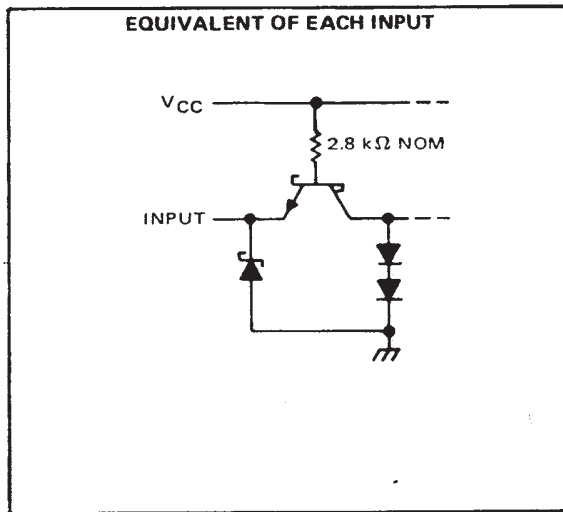 EQUIVALENT OF EACH INPUT
VCC
2.8 kΩ NOM
INPUT